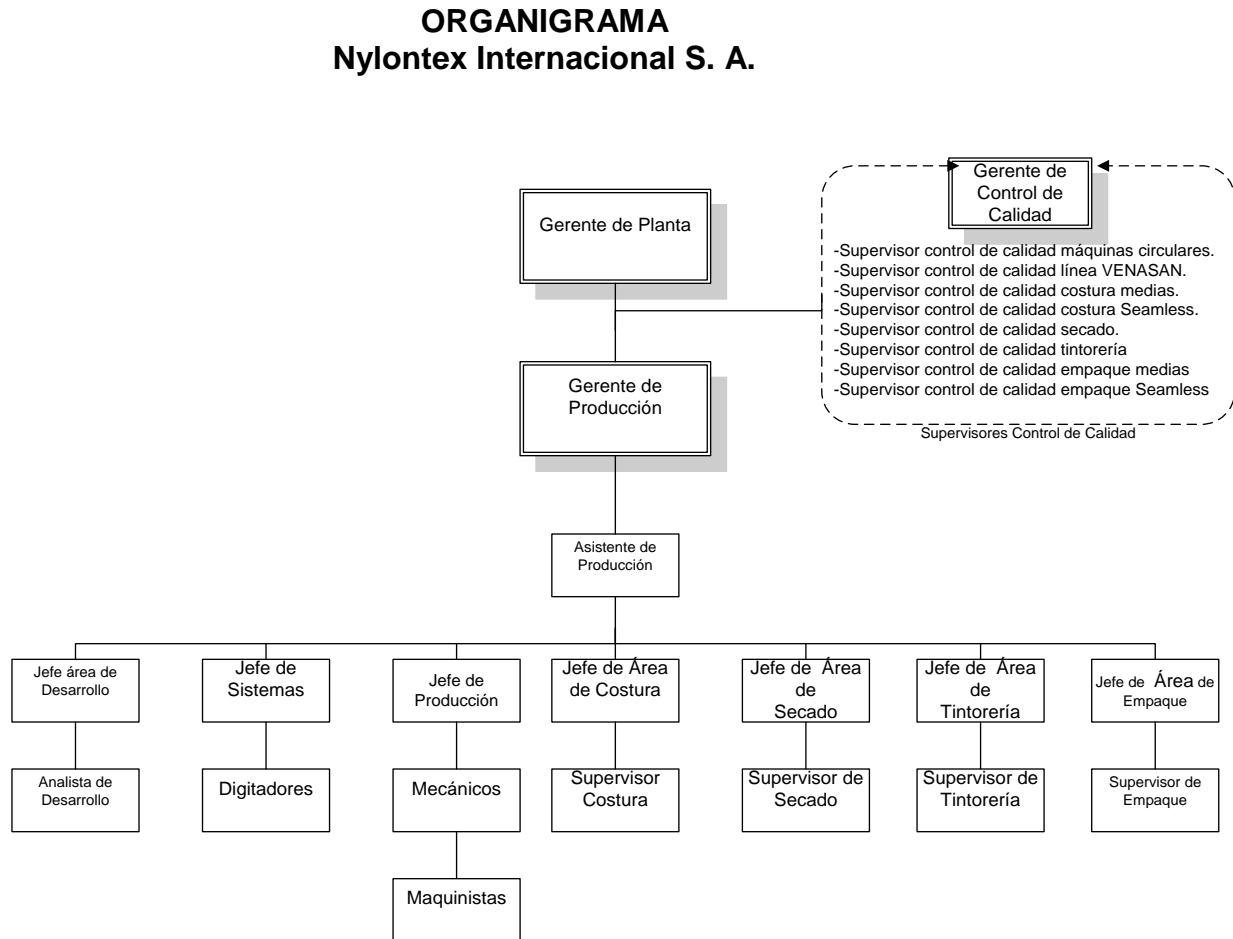 ORGANIGRAMA
Nylontex Internacional S. A.
Gerente de
Control de
Calidad
Gerente de Planta
-Supervisor control de calidad máquinas circulares.
-Supervisor control de calidad línea VENASAN.
-Supervisor control de calidad costura medias.
-Supervisor control de calidad costura Seamless.
-Supervisor control de calidad secado.
-Supervisor control de calidad tintorería
-Supervisor control de calidad empaque medias
-Supervisor control de calidad empaque Seamless
Supervisores Control de Calidad
Gerente de
Producción
Asistente de
Producción
Jefe área de
Desarrollo
Jefe de
Sistemas
Jefe de
Producción
Jefe de Área
de Costura
Jefe de Área
de
Secado
Jefe de Área
de
Tintorería
Jefe de Área de
Empaque
Analista de
Desarrollo
Digitadores
Mecánicos
Supervisor
Costura
Supervisor de
Secado
Supervisor de
Tintorería
Supervisor de
Empaque
Maquinistas